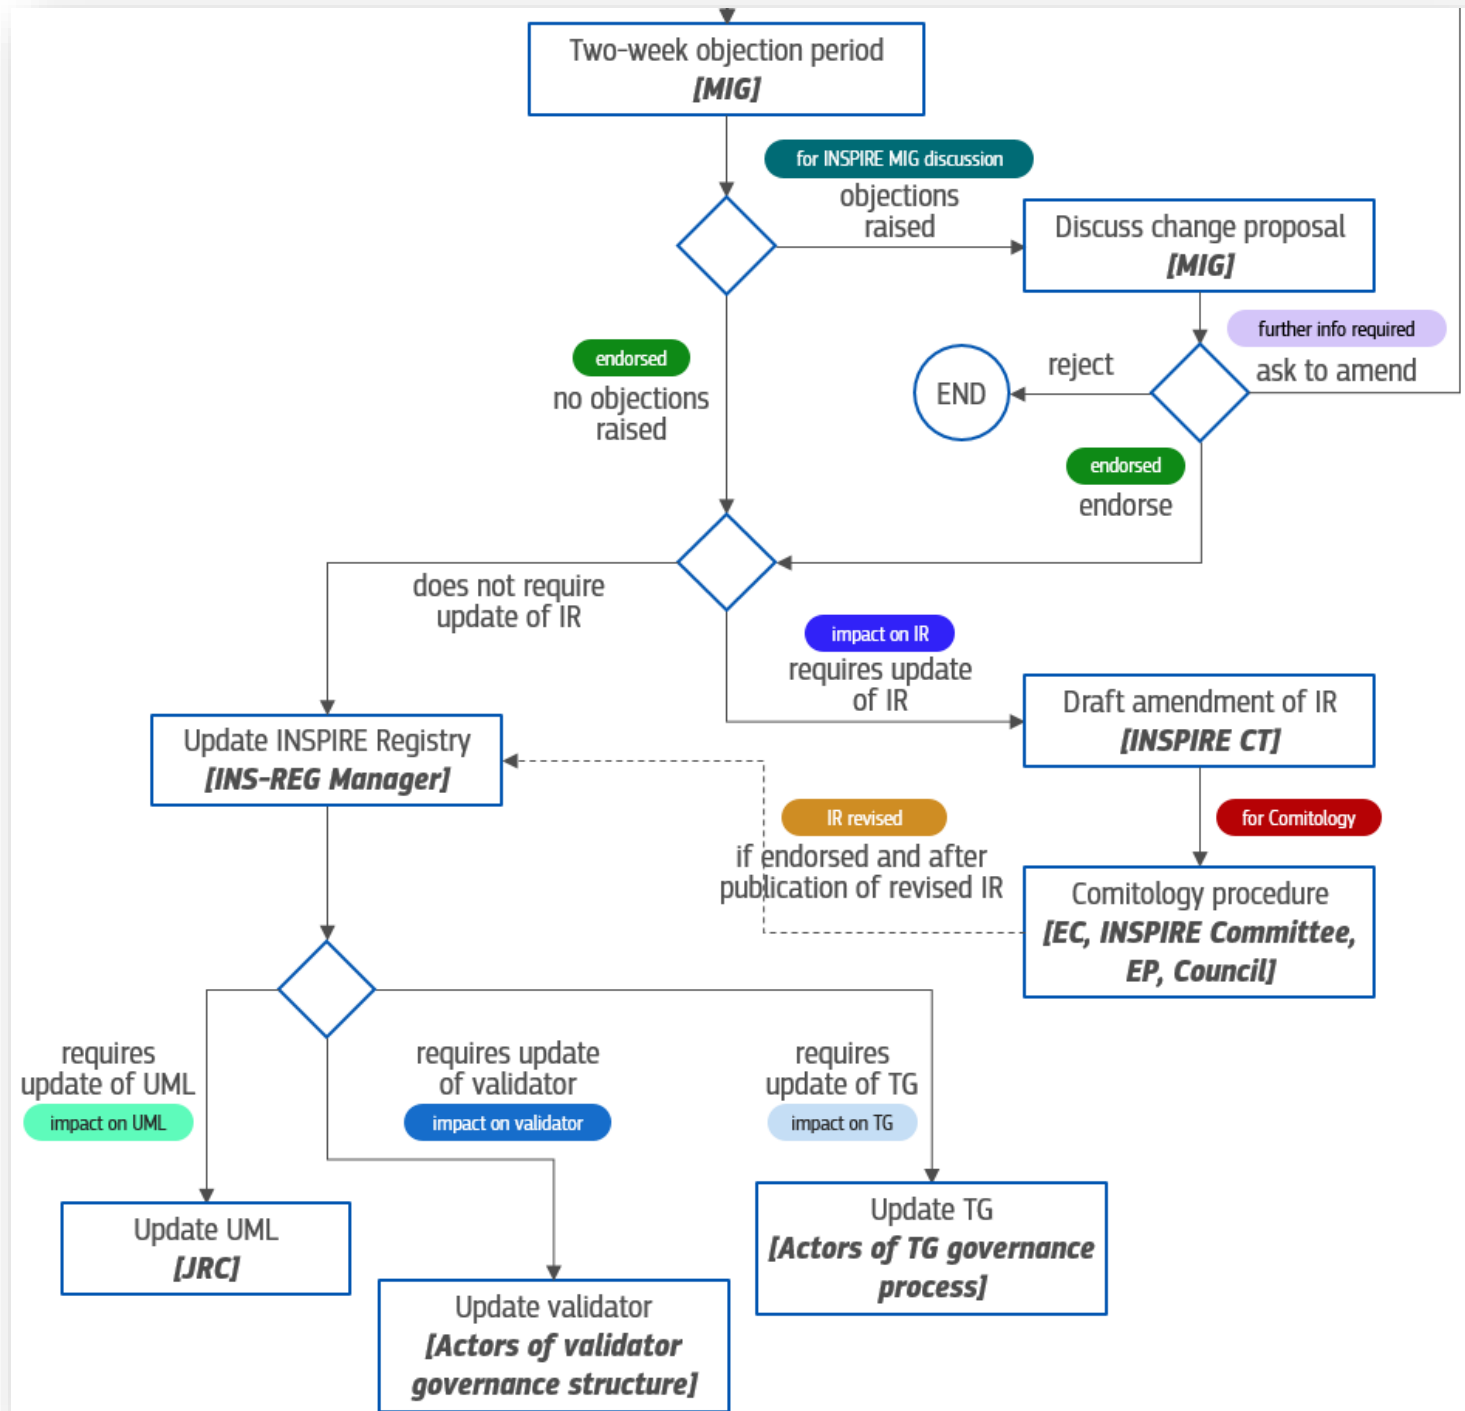 Two-week objection period
[MIG]
for INSPIRE MIG discussion
objections
raised
Discuss change proposal
[MIG]
further info required
ask to amend
reject
END
endorsed
no objections
raised
endorsed
endorse
does not require
update of IR
impact on IR
requires update
of IR
Draft amendment of IR
[INSPIRE CT]
Update INSPIRE Registry
[INS-REG Manager]
IR revised
if endorsed and after
publication of revised IR
for Comitology
Comitology procedure
[EC, INSPIRE Committee,
EP, Council]
requires
update of UML
impact on UML
requires update
of validator
impact on validator
requires
update of TG
impact on TG
Update UML
[JRC]
Update validator
[Actors of validator
governance structure]
Update TG
[Actors of TG governance
process]